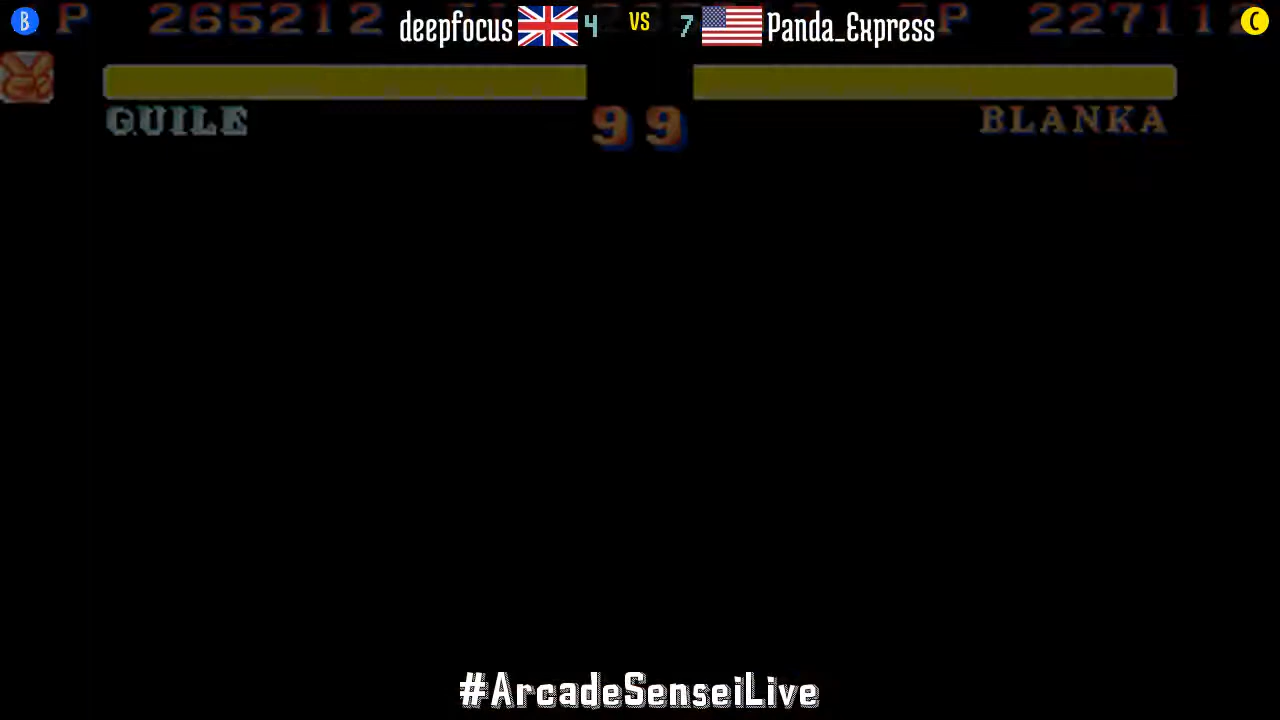 B P 265212 deepfocus 4 VS 7 Panda_Express P 227112 C
GUILE 99 BLANKA
#ArcadeSenseiLive